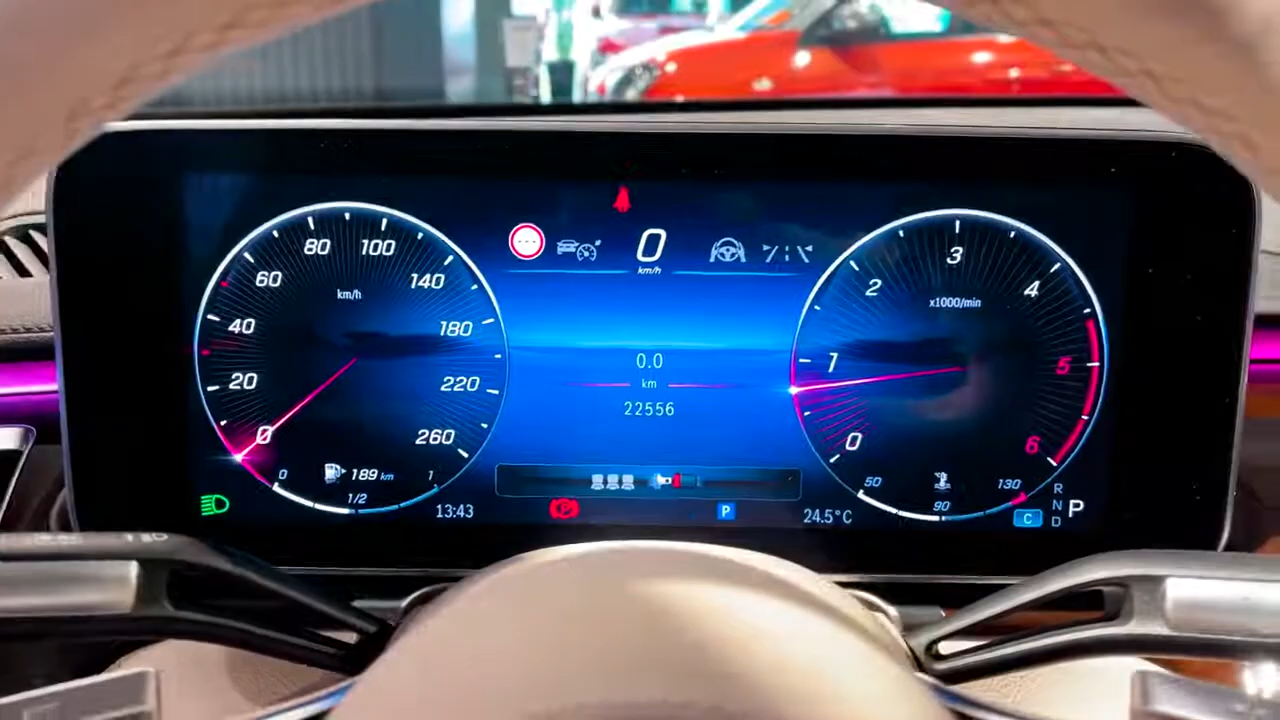 0
km/h
80 100
60 140
km/h
40 180
20 220
0 260
0 189 km 1
1/2
13:43
0.0
km
22556
P
P
24.5°C
3
2 4
x1000/min
1 5
0 6
50 °C 130
90
C
R
N
D
P